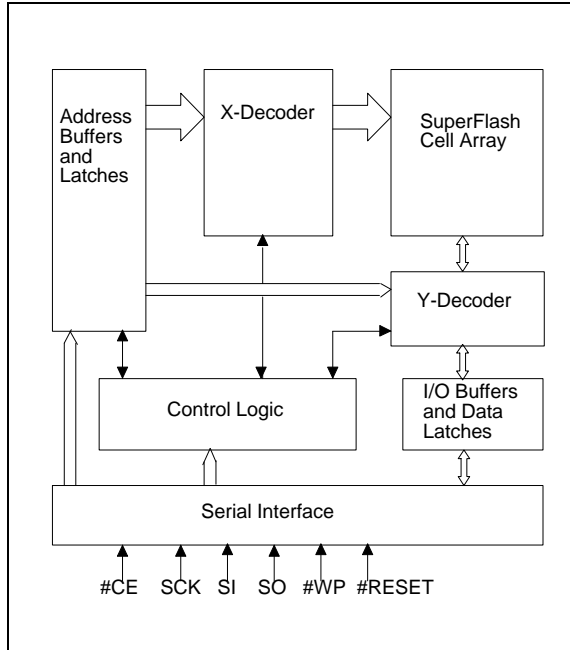 Address
Buffers
and
Latches
X-Decoder
SuperFlash
Cell Array
Y-Decoder
Control Logic
I/O Buffers
and Data
Latches
Serial Interface
#CE SCK SI SO #WP #RESET